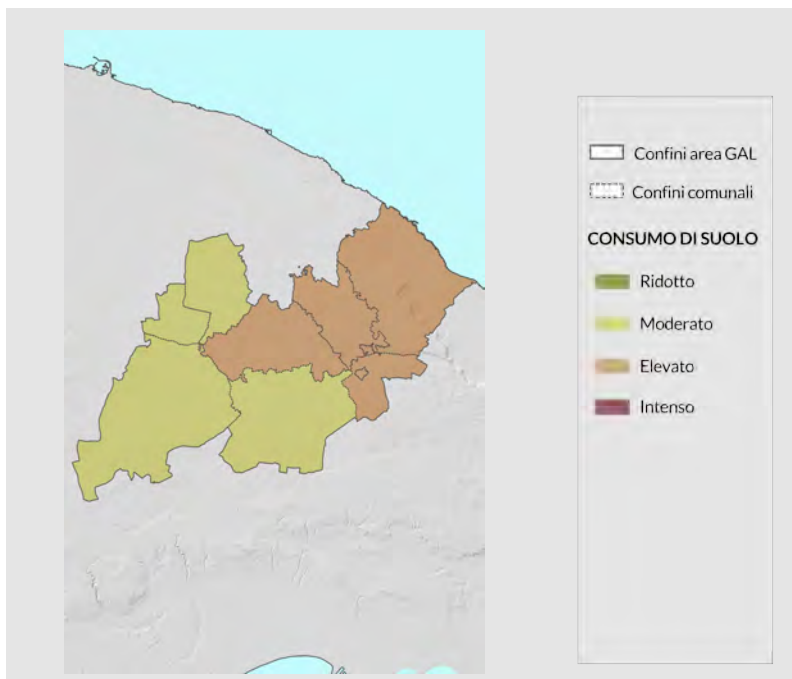 Confini area GAL
Confini comunali
CONSUMO DI SUOLO
Ridotto
Moderato
Elevato
Intenso